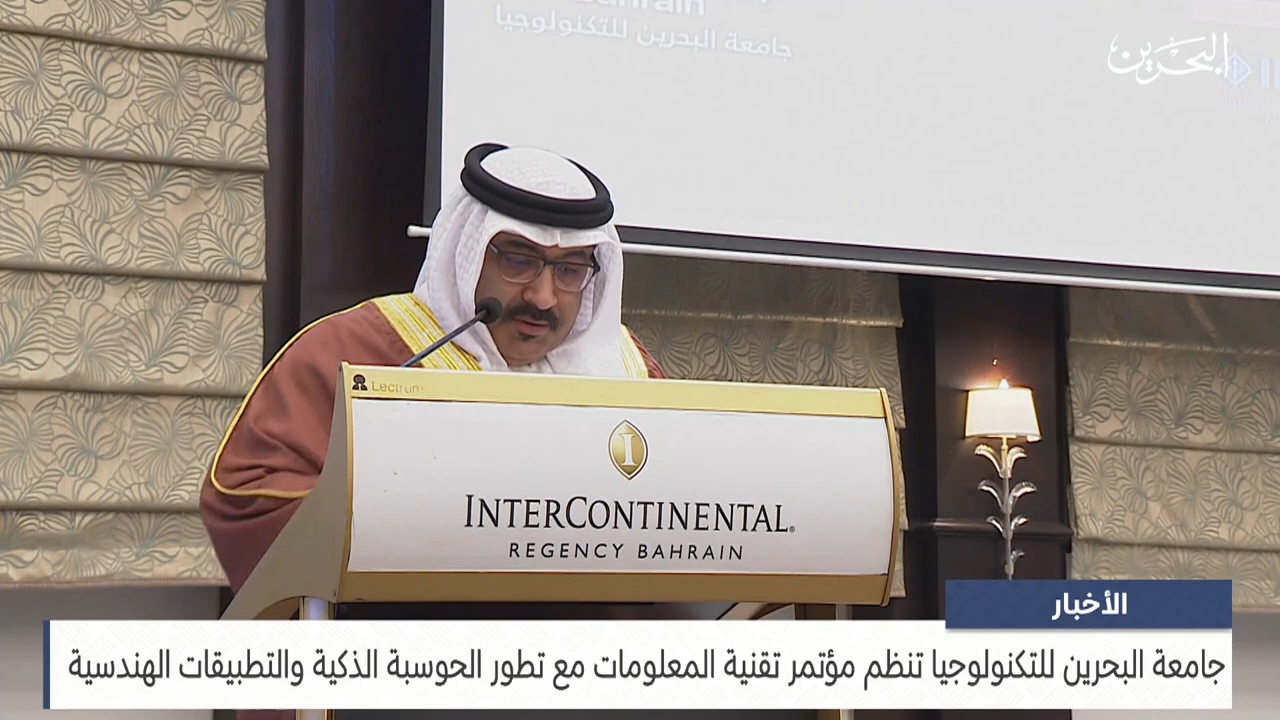 Bahrain
جامعة البحرين للتكنولوجيا
البحرين
Lectrum
I
INTERCONTINENTAL
REGENCY BAHRAIN
الأخبار
جامعة البحرين للتكنولوجيا تنظم مؤتمر تقنية المعلومات مع تطور الحوسبة الذكية والتطبيقات الهندسية